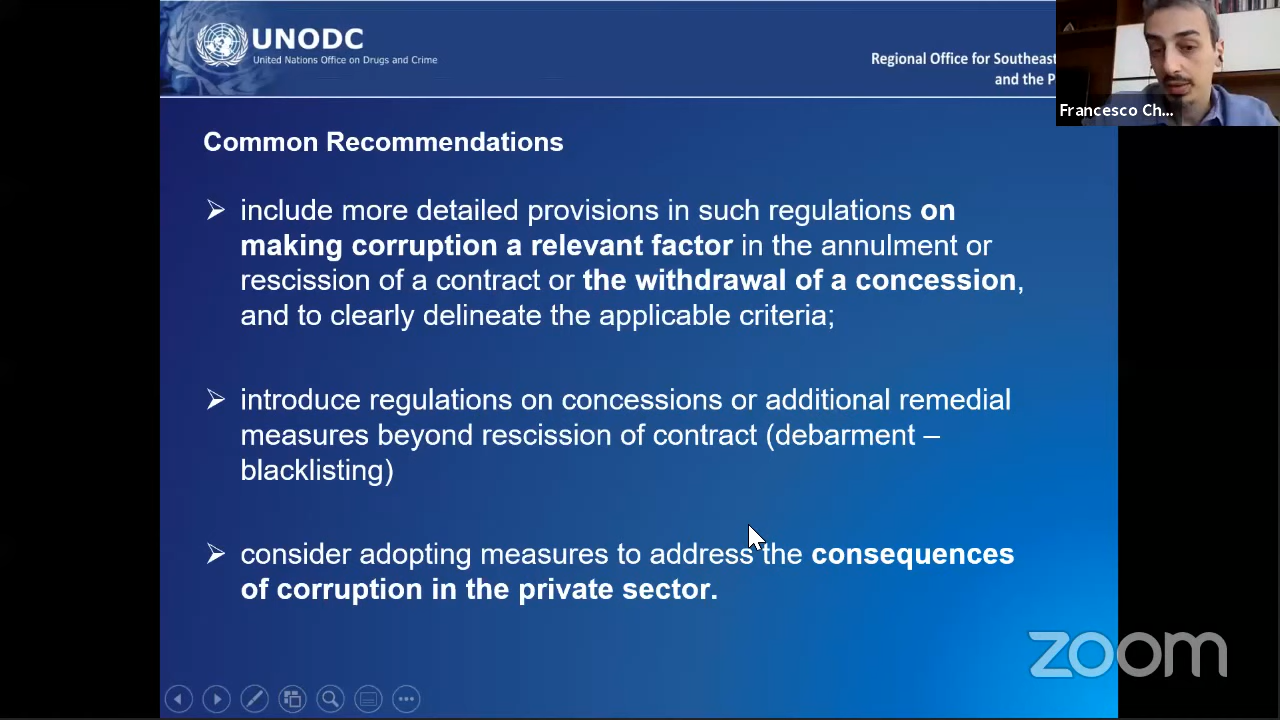 UNODC
United Nations Office on Drugs and Crime
Regional Office for Southeast
and the P
Francesco Ch...
Common Recommendations
include more detailed provisions in such regulations on
making corruption a relevant factor in the annulment or
rescission of a contract or the withdrawal of a concession,
and to clearly delineate the applicable criteria;
introduce regulations on concessions or additional remedial
measures beyond rescission of contract (debarment –
blacklisting)
consider adopting measures to address the consequences
of corruption in the private sector.
zoom